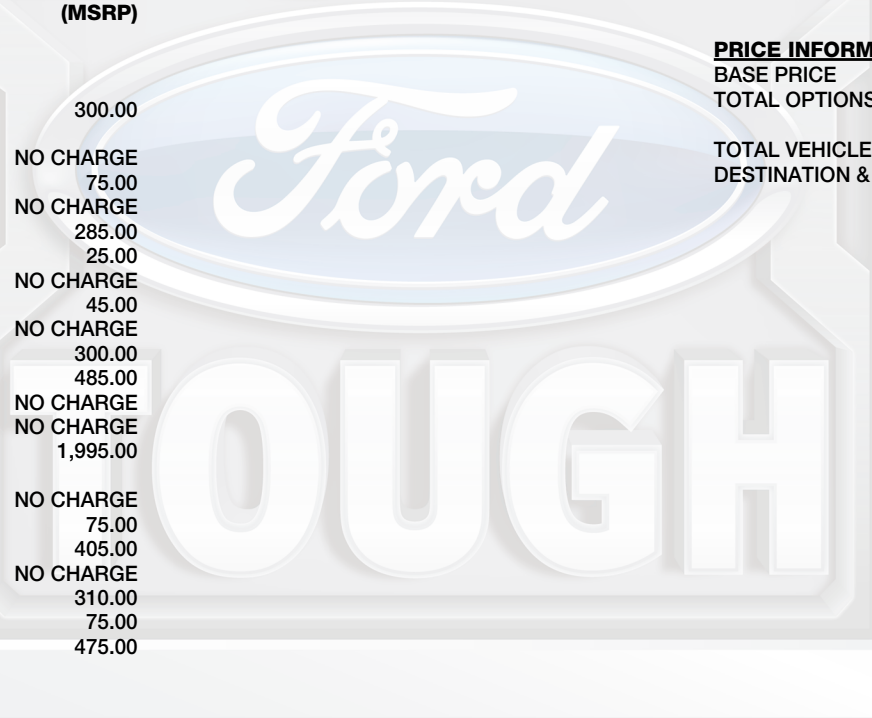 (MSRP)
300.00
NO CHARGE
75.00
NO CHARGE
285.00
25.00
NO CHARGE
45.00
NO CHARGE
300.00
485.00
NO CHARGE
NO CHARGE
1,995.00
NO CHARGE
75.00
405.00
NO CHARGE
310.00
75.00
475.00
PRICE INFORM
BASE PRICE
TOTAL OPTIONS
TOTAL VEHICLE
DESTINATION &
Ford
TOUGH